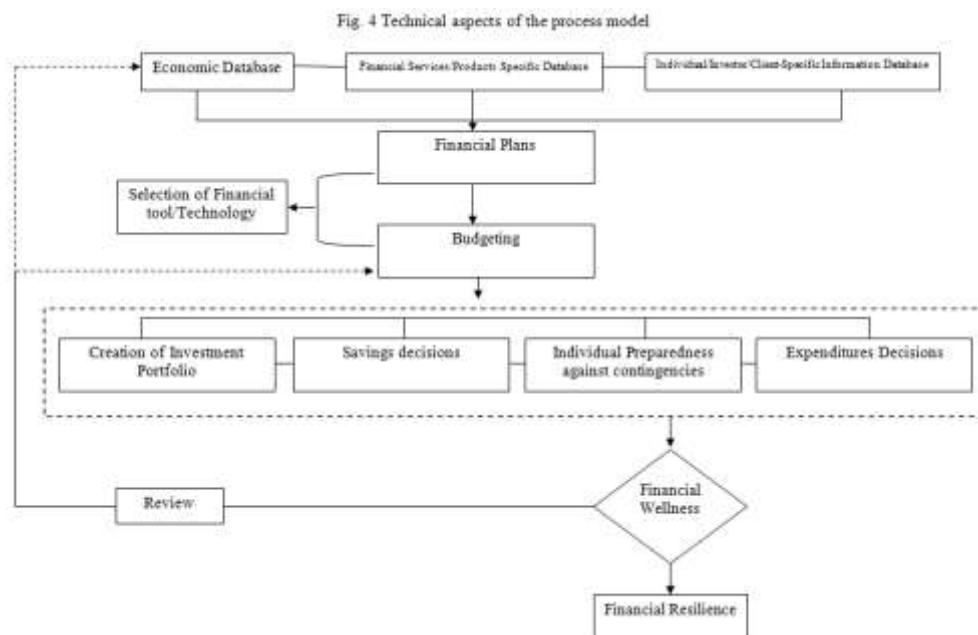 Fig. 4 Technical aspects of the process model
Economic Database
Financial Services/Products Specific Database
Individual/Investor/Client-Specific Information Database
Financial Plans
Selection of Financial
tool/Technology
Budgeting
Creation of Investment
Portfolio
Savings decisions
Individual Preparedness
against contingencies
Expenditures Decisions
Financial
Wellness
Review
Financial Resilience